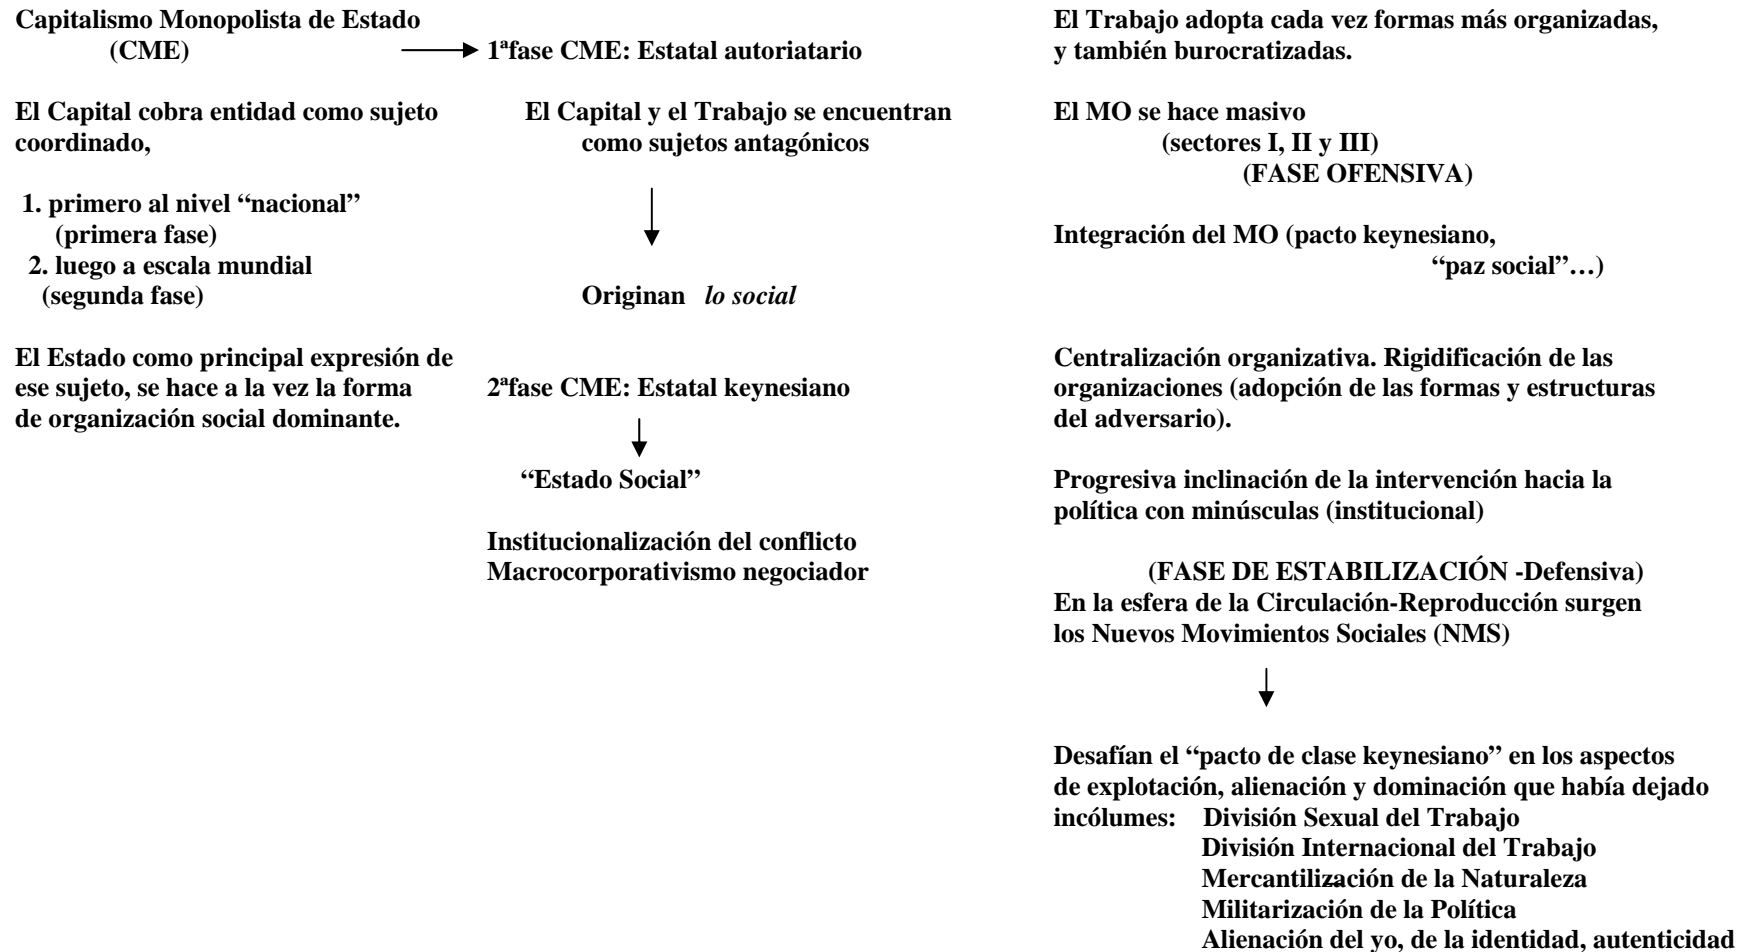 Capitalismo Monopolista de Estado
(CME)
El Capital cobra entidad como sujeto
coordinado,
1. primero al nivel “nacional”
(primera fase)
2. luego a escala mundial
(segunda fase)
El Estado como principal expresión de
ese sujeto, se hace a la vez la forma
de organización social dominante.
1ªfase CME: Estatal autoriatario
El Capital y el Trabajo se encuentran
como sujetos antagónicos
Originan lo social
2ªfase CME: Estatal keynesiano
“Estado Social”
Institucionalización del conflicto
Macrocorporativismo negociador
El Trabajo adopta cada vez formas más organizadas,
y también burocratizadas.
El MO se hace masivo
(sectores I, II y III)
(FASE OFENSIVA)
Integración del MO (pacto keynesiano,
“paz social”…)
Centralización organizativa. Rigidificación de las
organizaciones (adopción de las formas y estructuras
del adversario).
Progresiva inclinación de la intervención hacia la
política con minúsculas (institucional)
(FASE DE ESTABILIZACIÓN -Defensiva)
En la esfera de la Circulación-Reproducción surgen
los Nuevos Movimientos Sociales (NMS)
Desafían el “pacto de clase keynesiano” en los aspectos
de explotación, alienación y dominación que había dejado
incólumes: División Sexual del Trabajo
División Internacional del Trabajo
Mercantilización de la Naturaleza
Militarización de la Política
Alienación del yo, de la identidad, autenticidad